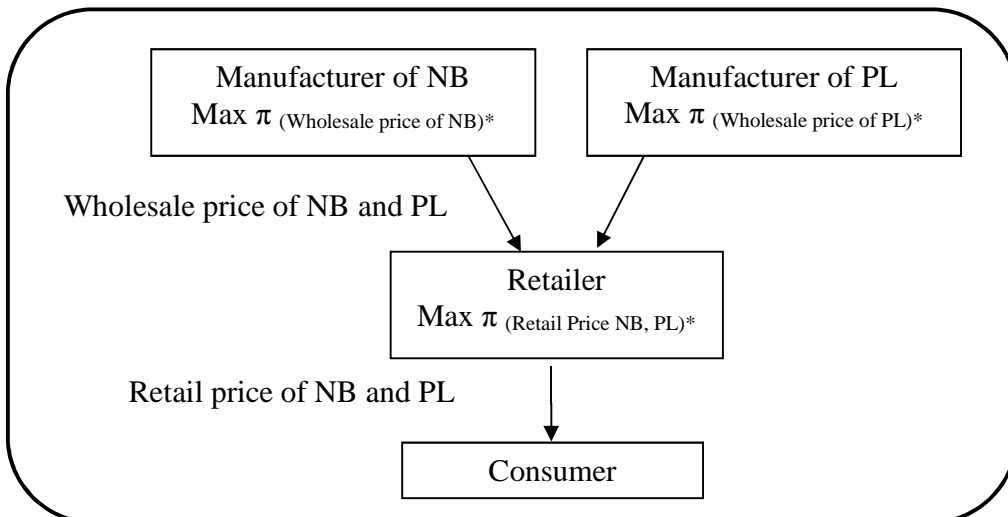 Manufacturer of NB
Max π (Wholesale price of NB)*
Manufacturer of PL
Max π (Wholesale price of PL)*
Wholesale price of NB and PL
Retailer
Max π (Retail Price NB, PL)*
Retail price of NB and PL
Consumer